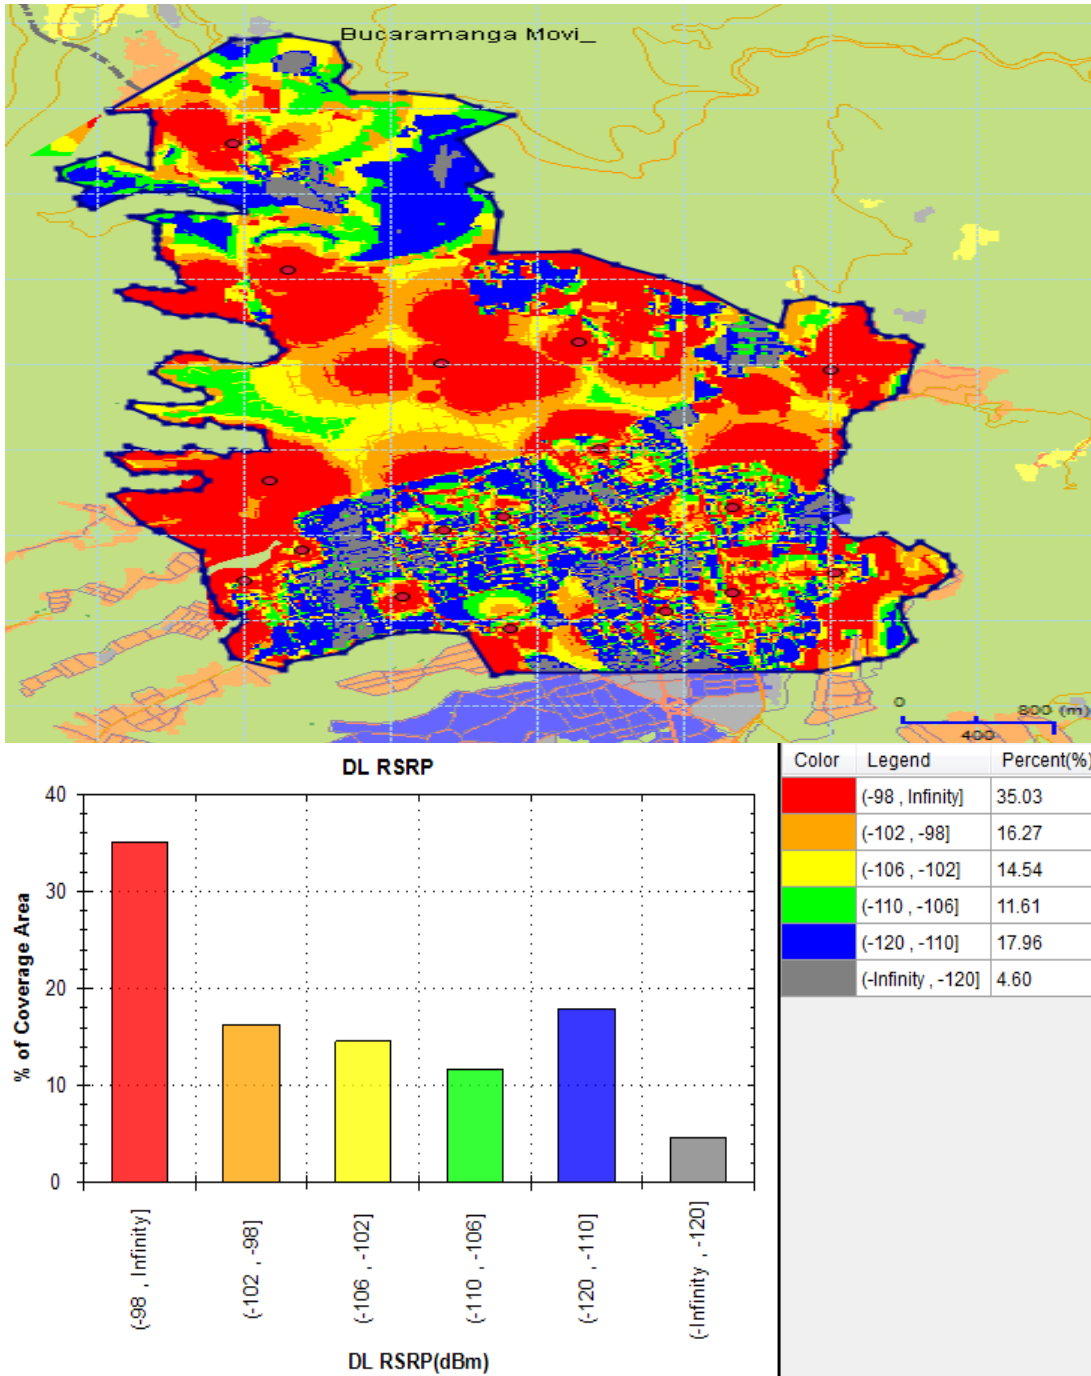 Bucaramanga Movi_
0 800 (m)
400
DL RSRP
Color Legend Percent(%)
(-98 , Infinity] 35.03
(-102 , -98] 16.27
(-106 , -102] 14.54
(-110 , -106] 11.61
(-120 , -110] 17.96
(-Infinity , -120] 4.60
% of Coverage Area
40
30
20
10
0
(-98 , Infinity]
(-102 , -98]
(-106 , -102]
(-110 , -106]
(-120 , -110]
(-Infinity , -120]
DL RSRP(dBm)